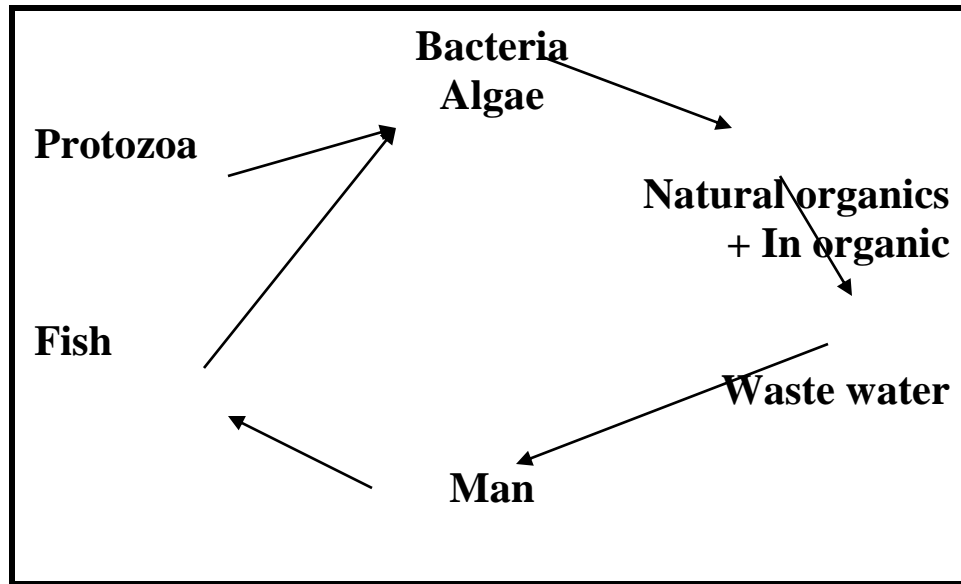 Bacteria
Algae
Protozoa
Natural organics
+ In organic
Fish
Waste water
Man